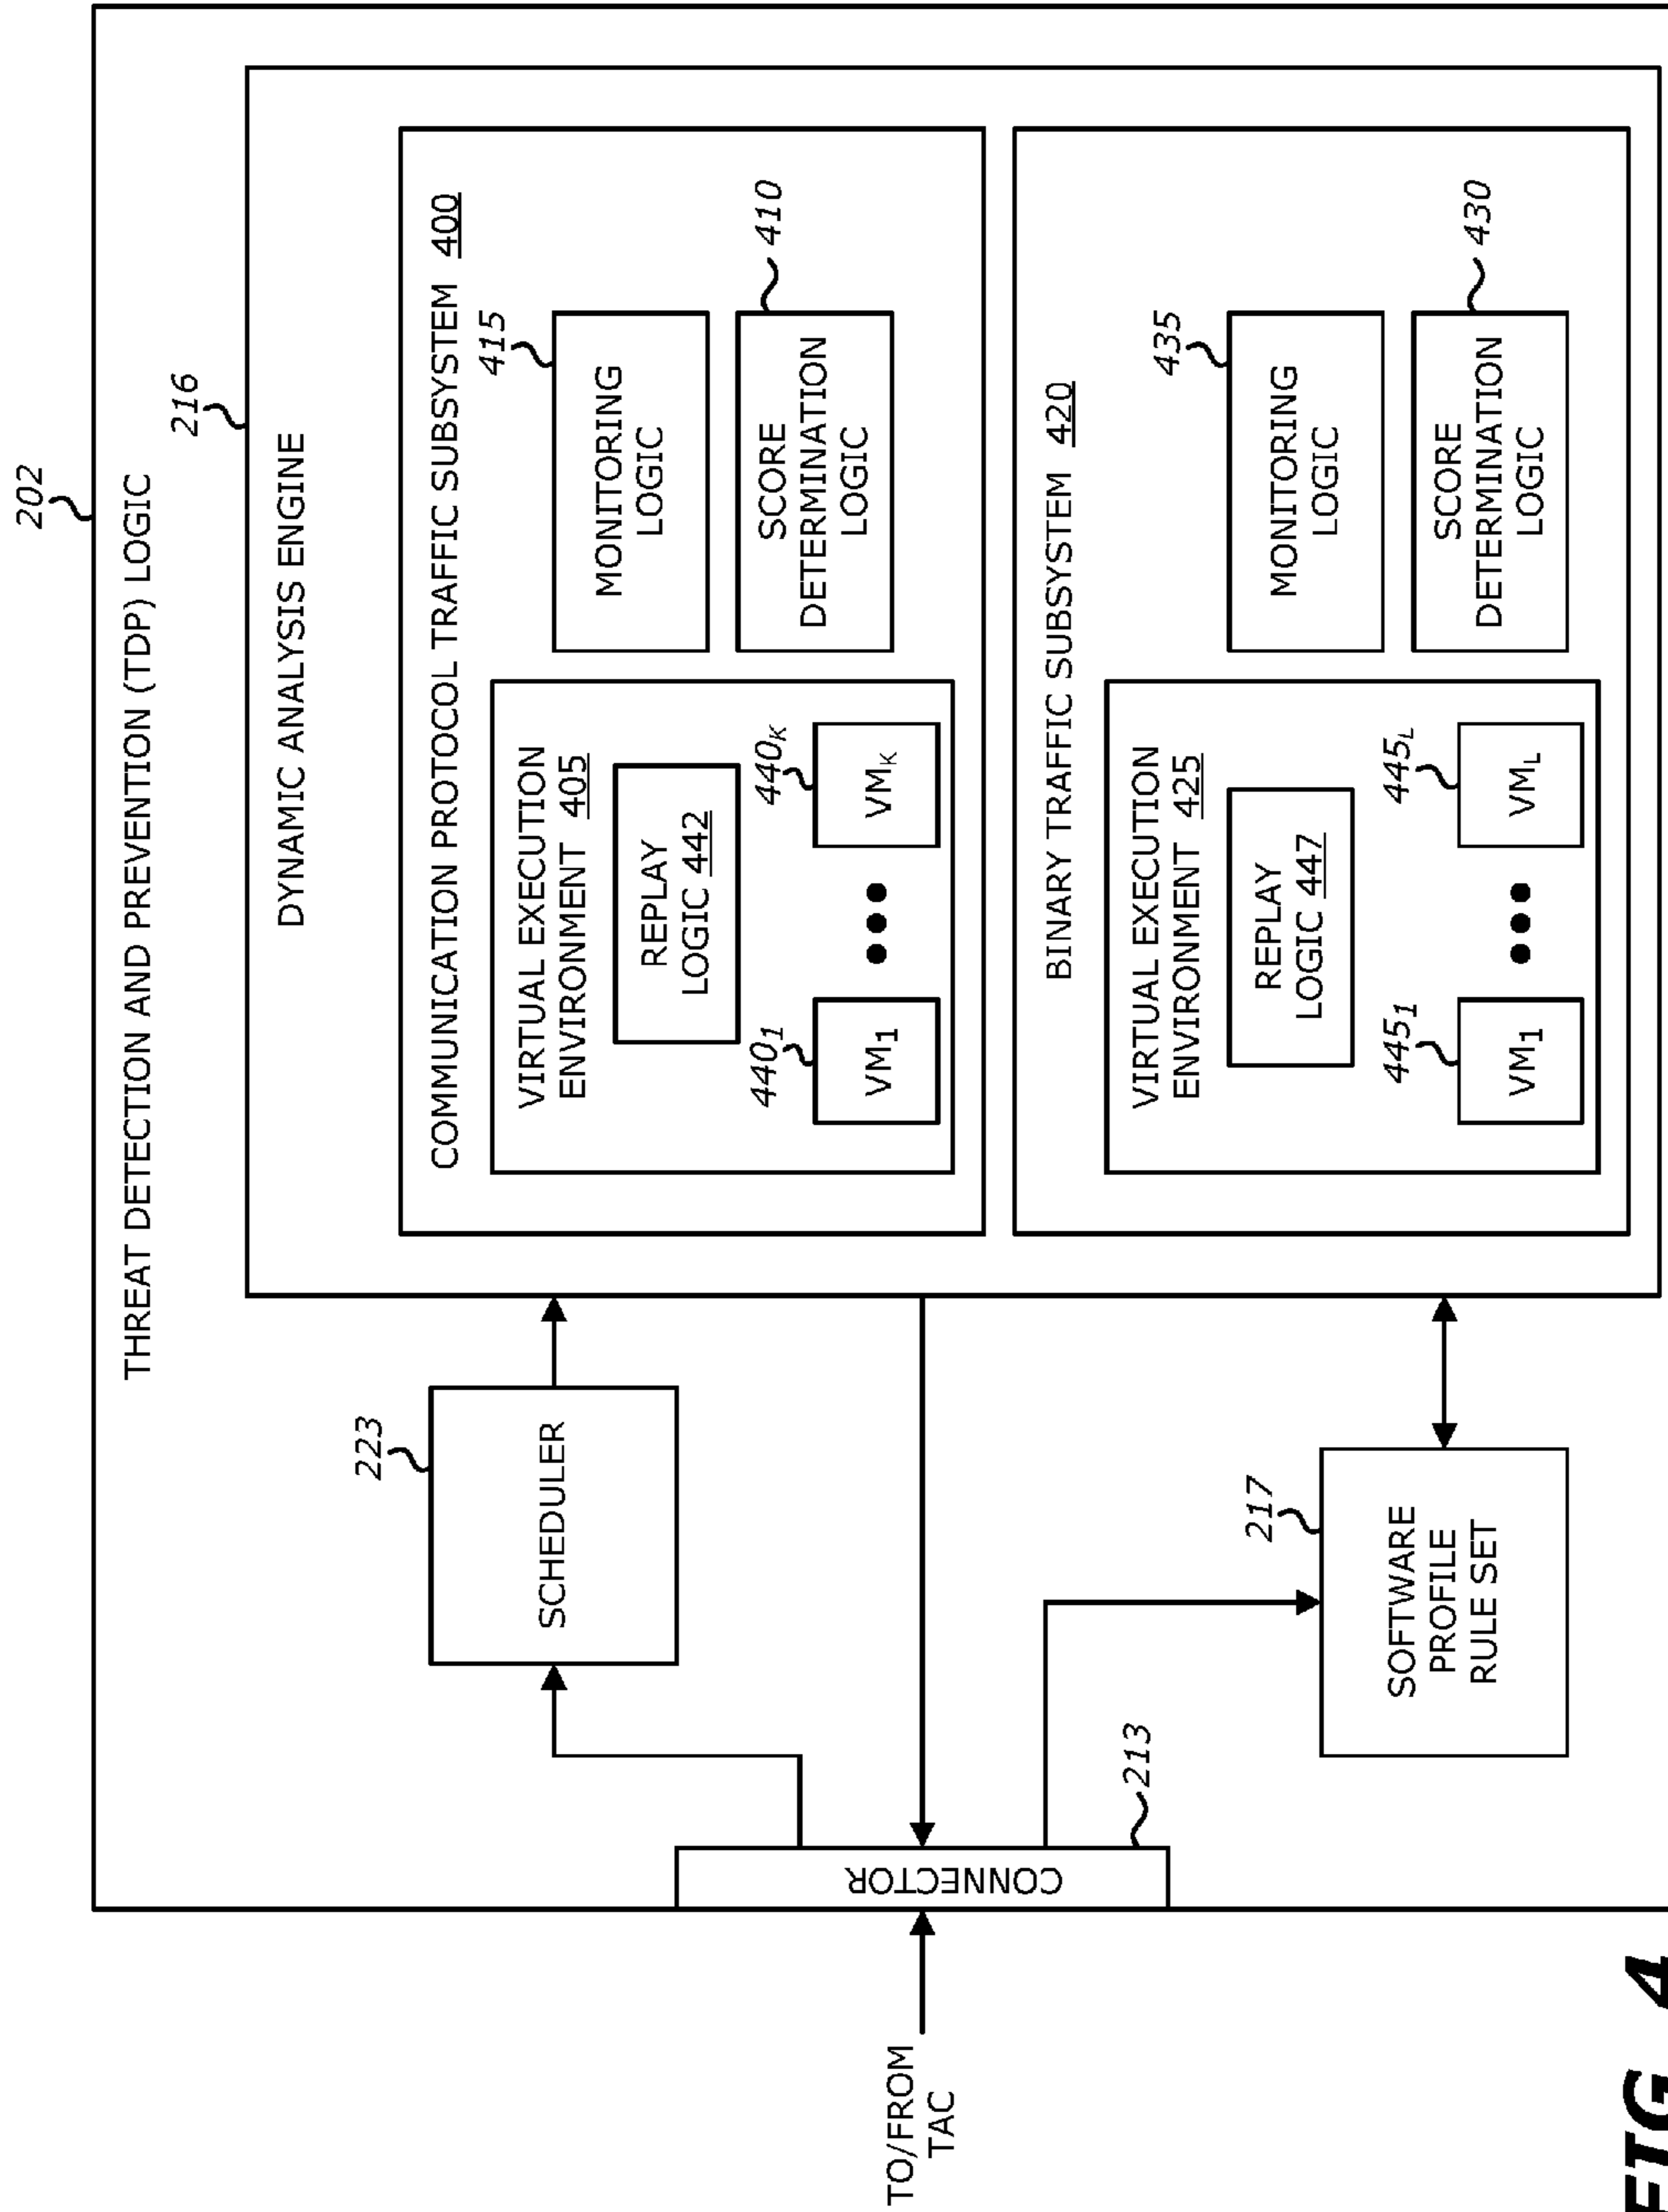 202
THREAT DETECTION AND PREVENTION (TDP) LOGIC
216
DYNAMIC ANALYSIS ENGINE
COMMUNICATION PROTOCOL TRAFFIC SUBSYSTEM 400
VIRTUAL EXECUTION
ENVIRONMENT 405
REPLAY
LOGIC 442
440₁
VM₁
•••
440ₖ
VMₖ
415
MONITORING
LOGIC
410
SCORE
DETERMINATION
LOGIC
BINARY TRAFFIC SUBSYSTEM 420
VIRTUAL EXECUTION
ENVIRONMENT 425
REPLAY
LOGIC 447
445₁
VM₁
•••
445L
VML
435
MONITORING
LOGIC
430
SCORE
DETERMINATION
LOGIC
223
SCHEDULER
217
SOFTWARE
PROFILE
RULE SET
213
CONNECTOR
TO/FROM
TAC
FIG 4